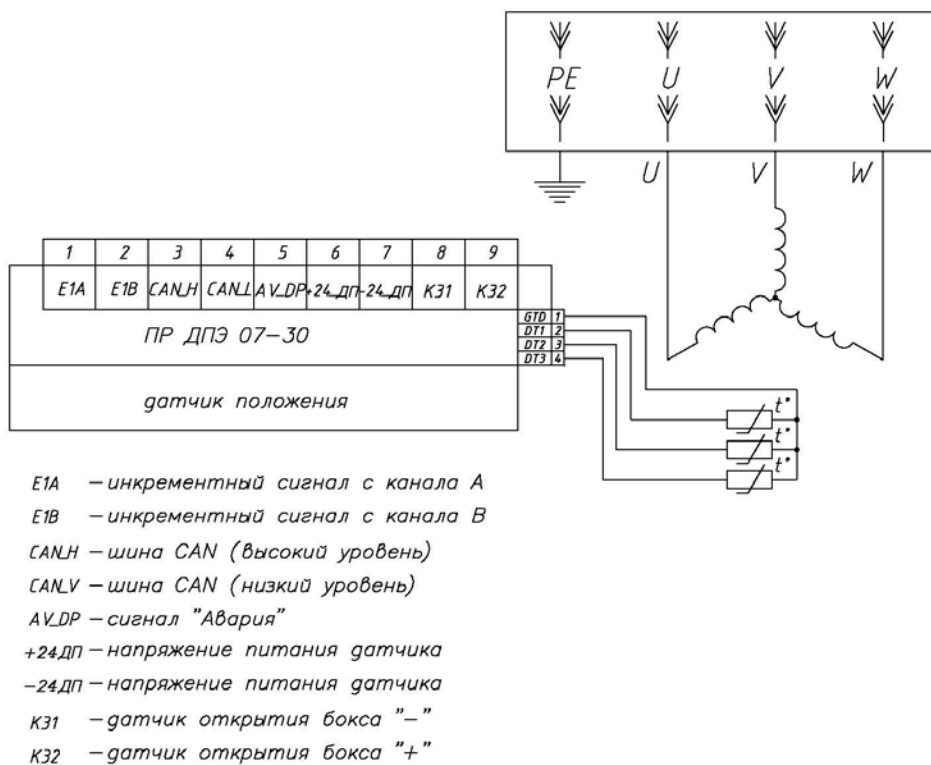 PE U V W
U V W
1 2 3 4 5 6 7 8 9
E1A E1B CAN_H CAN_L AV_DP +24_ДП -24_ДП К31 К32
ПР ДПЭ 07-30
GTD 1
DT1 2
DT2 3
DT3 4
датчик положения
t°
t°
t°
E1A – инкрементный сигнал с канала А
E1B – инкрементный сигнал с канала В
CAN_H – шина CAN (высокий уровень)
CAN_V – шина CAN (низкий уровень)
AV_DP – сигнал "Авария"
+24ДП – напряжение питания датчика
-24ДП – напряжение питания датчика
К31 – датчик открытия бокса "–"
К32 – датчик открытия бокса "+"